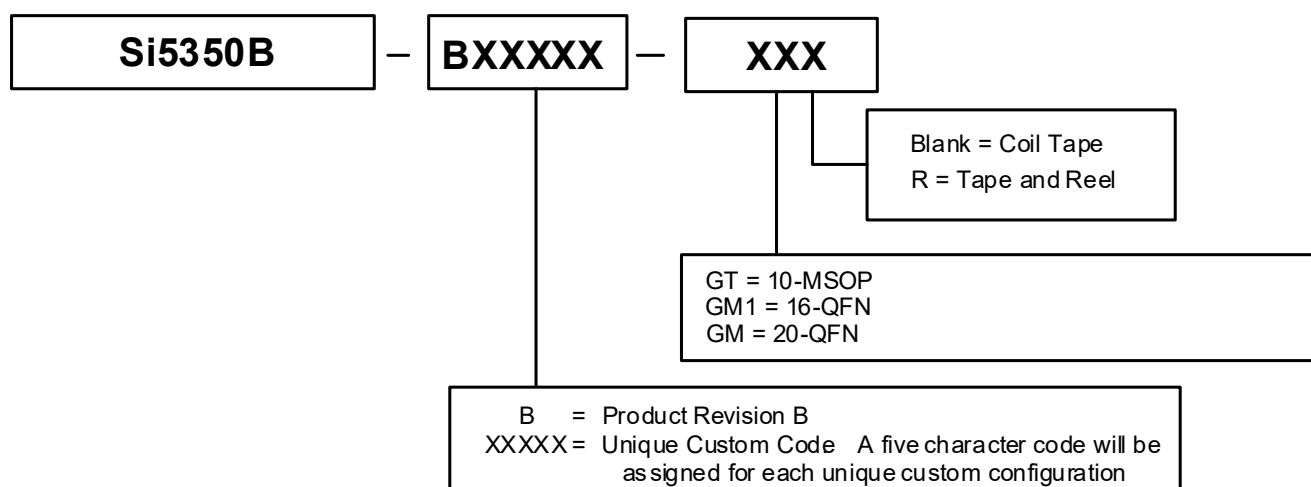 Si5350B – BXXXXX – XXX
Blank = Coil Tape
R = Tape and Reel
GT = 10-MSOP
GM1 = 16-QFN
GM = 20-QFN
B = Product Revision B
XXXXX = Unique Custom Code A five character code will be
assigned for each unique custom configuration